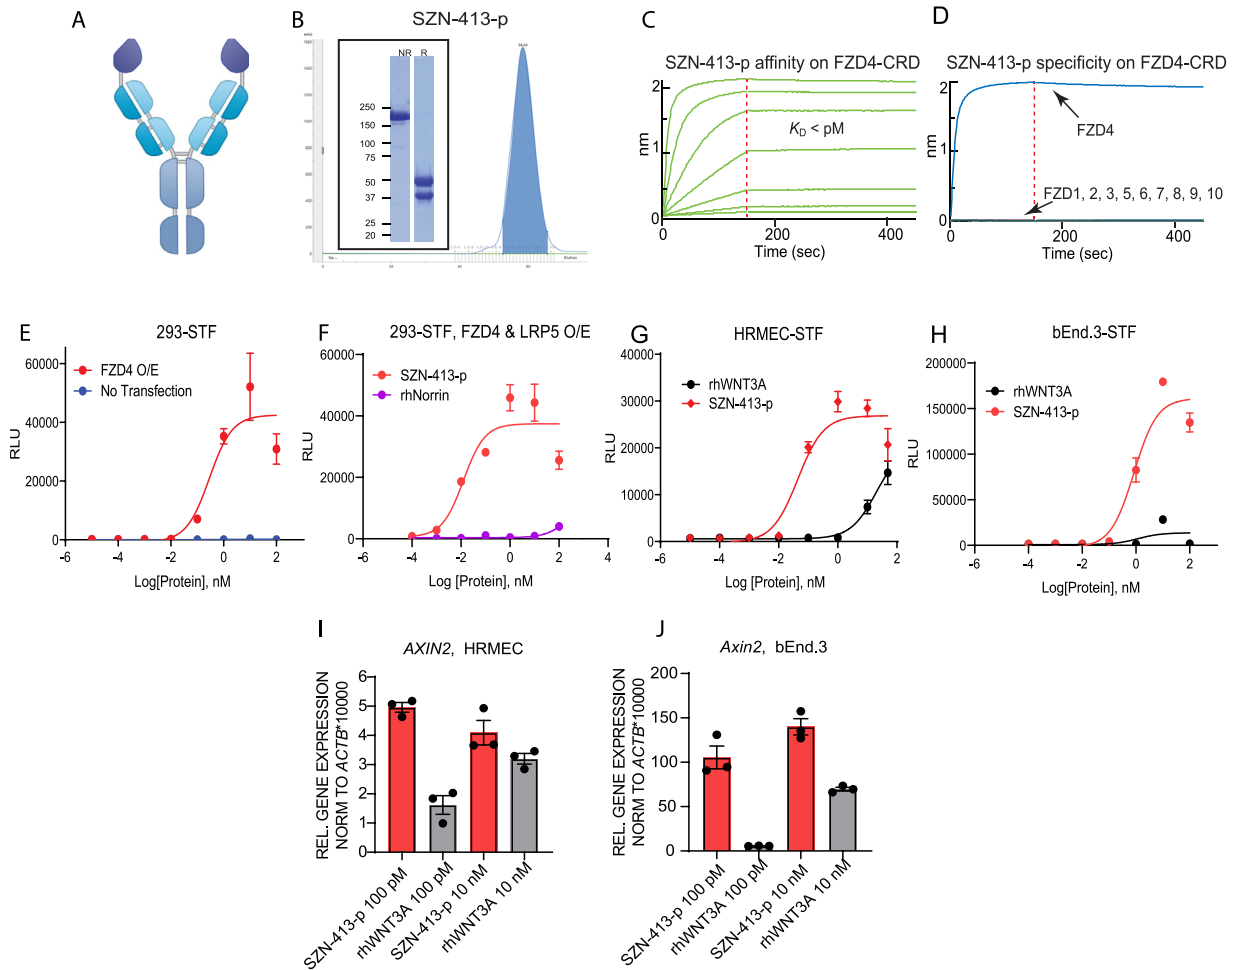 A
B
SZN-413-p
NR R
250
150
100
75
50
37
25
20
C
SZN-413-p affinity on FZD4-CRD
2
1
0
nm
K_D < pM
0 200 400
Time (sec)
D
SZN-413-p specificity on FZD4-CRD
2
1
0
nm
FZD4
FZD1, 2, 3, 5, 6, 7, 8, 9, 10
0 200 400
Time (sec)
E
293-STF
60000
40000
20000
0
RLU
FZD4 O/E
No Transfection
-6 -4 -2 0 2
Log[Protein], nM
F
293-STF, FZD4 & LRP5 O/E
60000
40000
20000
0
RLU
SZN-413-p
rhNorrin
-6 -4 -2 0 2 4
Log[Protein], nM
G
HRMEC-STF
40000
30000
20000
10000
0
RLU
rhWNT3A
SZN-413-p
-6 -4 -2 0 2
Log[Protein], nM
H
bEnd.3-STF
200000
150000
100000
50000
0
RLU
rhWNT3A
SZN-413-p
-6 -4 -2 0 2
Log[Protein], nM
I
AXIN2, HRMEC
REL. GENE EXPRESSION
NORM TO ACTB*10000
6
5
4
3
2
1
0
SZN-413-p 100 pM
rhWNT3A 100 pM
SZN-413-p 10 nM
rhWNT3A 10 nM
J
Axin2, bEnd.3
REL. GENE EXPRESSION
NORM TO ACTB*10000
200
150
100
50
0
SZN-413-p 100 pM
rhWNT3A 100 pM
SZN-413-p 10 nM
rhWNT3A 10 nM